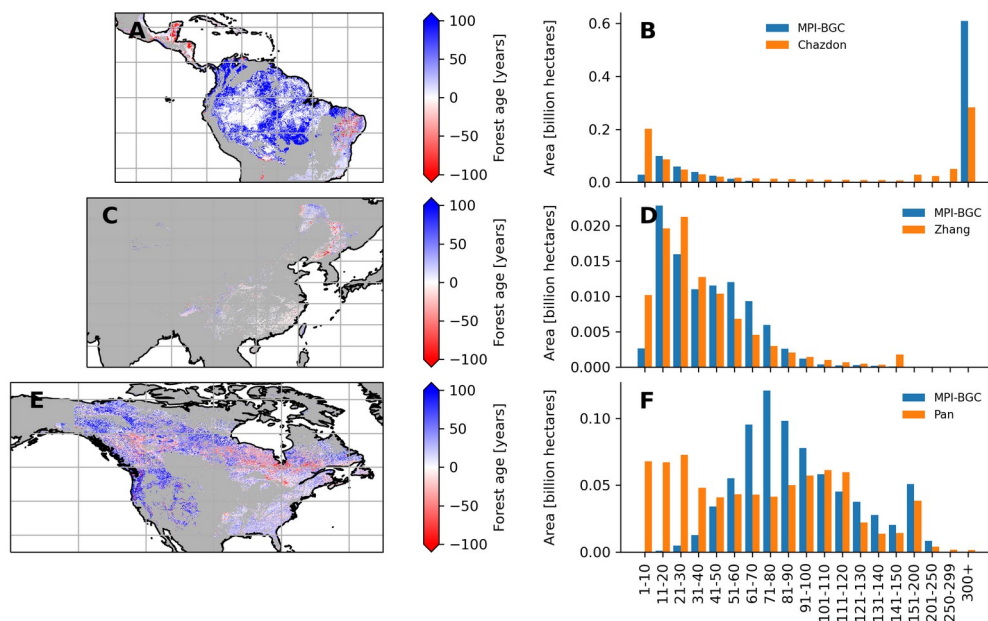 A
100
50
0
−50
−100
Forest age [years]
B
MPI-BGC
Chazdon
0.6
0.4
0.2
0.0
Area [billion hectares]
C
100
50
0
−50
−100
Forest age [years]
D
MPI-BGC
Zhang
0.020
0.015
0.010
0.005
0.000
Area [billion hectares]
E
100
50
0
−50
−100
Forest age [years]
F
MPI-BGC
Pan
0.10
0.05
0.00
Area [billion hectares]
1-10
11-20
21-30
31-40
41-50
51-60
61-70
71-80
81-90
91-100
101-110
111-120
121-130
131-140
141-150
151-200
201-250
250-299
300+